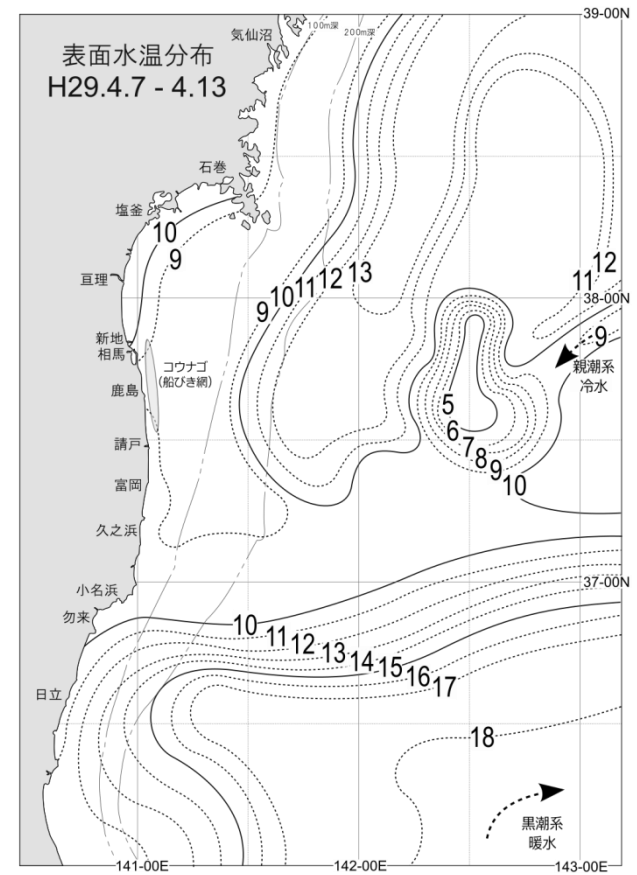 39-00N
気仙沼
100m深
200m深
表面水温分布
H29.4.7 - 4.13
石巻
塩釜
10
9
亘理
9
10
11
12
13
11
12
38-00N
新地
相馬
9
親潮系
冷水
コウナゴ
(船びき網)
鹿島
5
6
7
8
9
10
請戸
富岡
久之浜
37-00N
小名浜
勿来
10
11
12
13
14
15
16
17
日立
18
黒潮系
暖水
141-00E
142-00E
143-00E